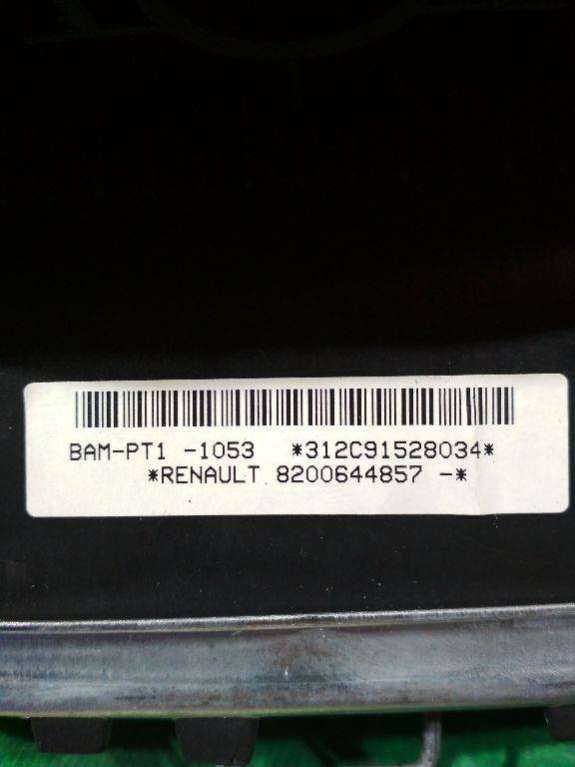 BAM-PT1 -1053 *312C91528034*
*RENAULT 8200644857 -*